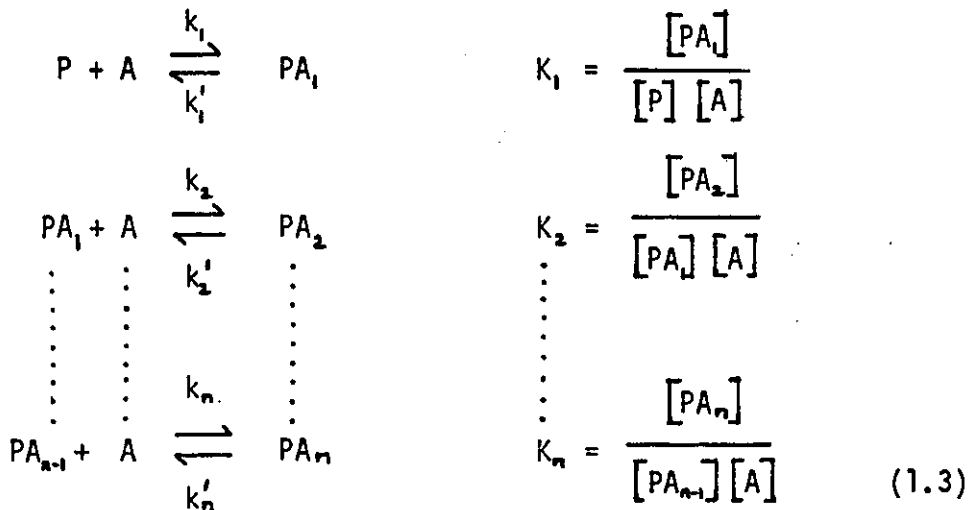 P + A ⇌ PA₁ (k₁, k₁′)    K₁ = [PA₁] / [P] [A]
PA₁ + A ⇌ PA₂ (k₂, k₂′)    K₂ = [PA₂] / [PA₁] [A]
PAₙ₋₁ + A ⇌ PAₙ (kₙ, kₙ′)    Kₙ = [PAₙ] / [PAₙ₋₁] [A]    (1.3)